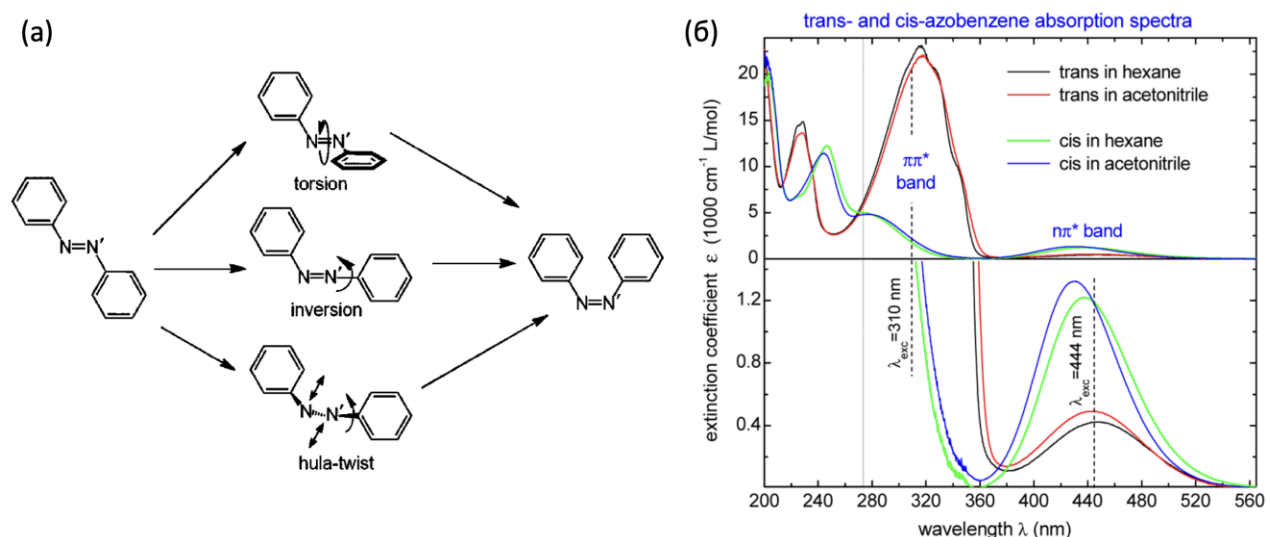 (a)
N=N'
torsion
N=N'
N=N'
inversion
N=N'
N N'
hula-twist
(б)
trans- and cis-azobenzene absorption spectra
trans in hexane
trans in acetonitrile
cis in hexane
cis in acetonitrile
ππ*
band
nπ* band
λexc=310 nm
λexc=444 nm
extinction coefficient ε (1000 cm⁻¹ L/mol)
20
15
10
5
0
1.2
0.8
0.4
200 240 280 320 360 400 440 480 520 560
wavelength λ (nm)